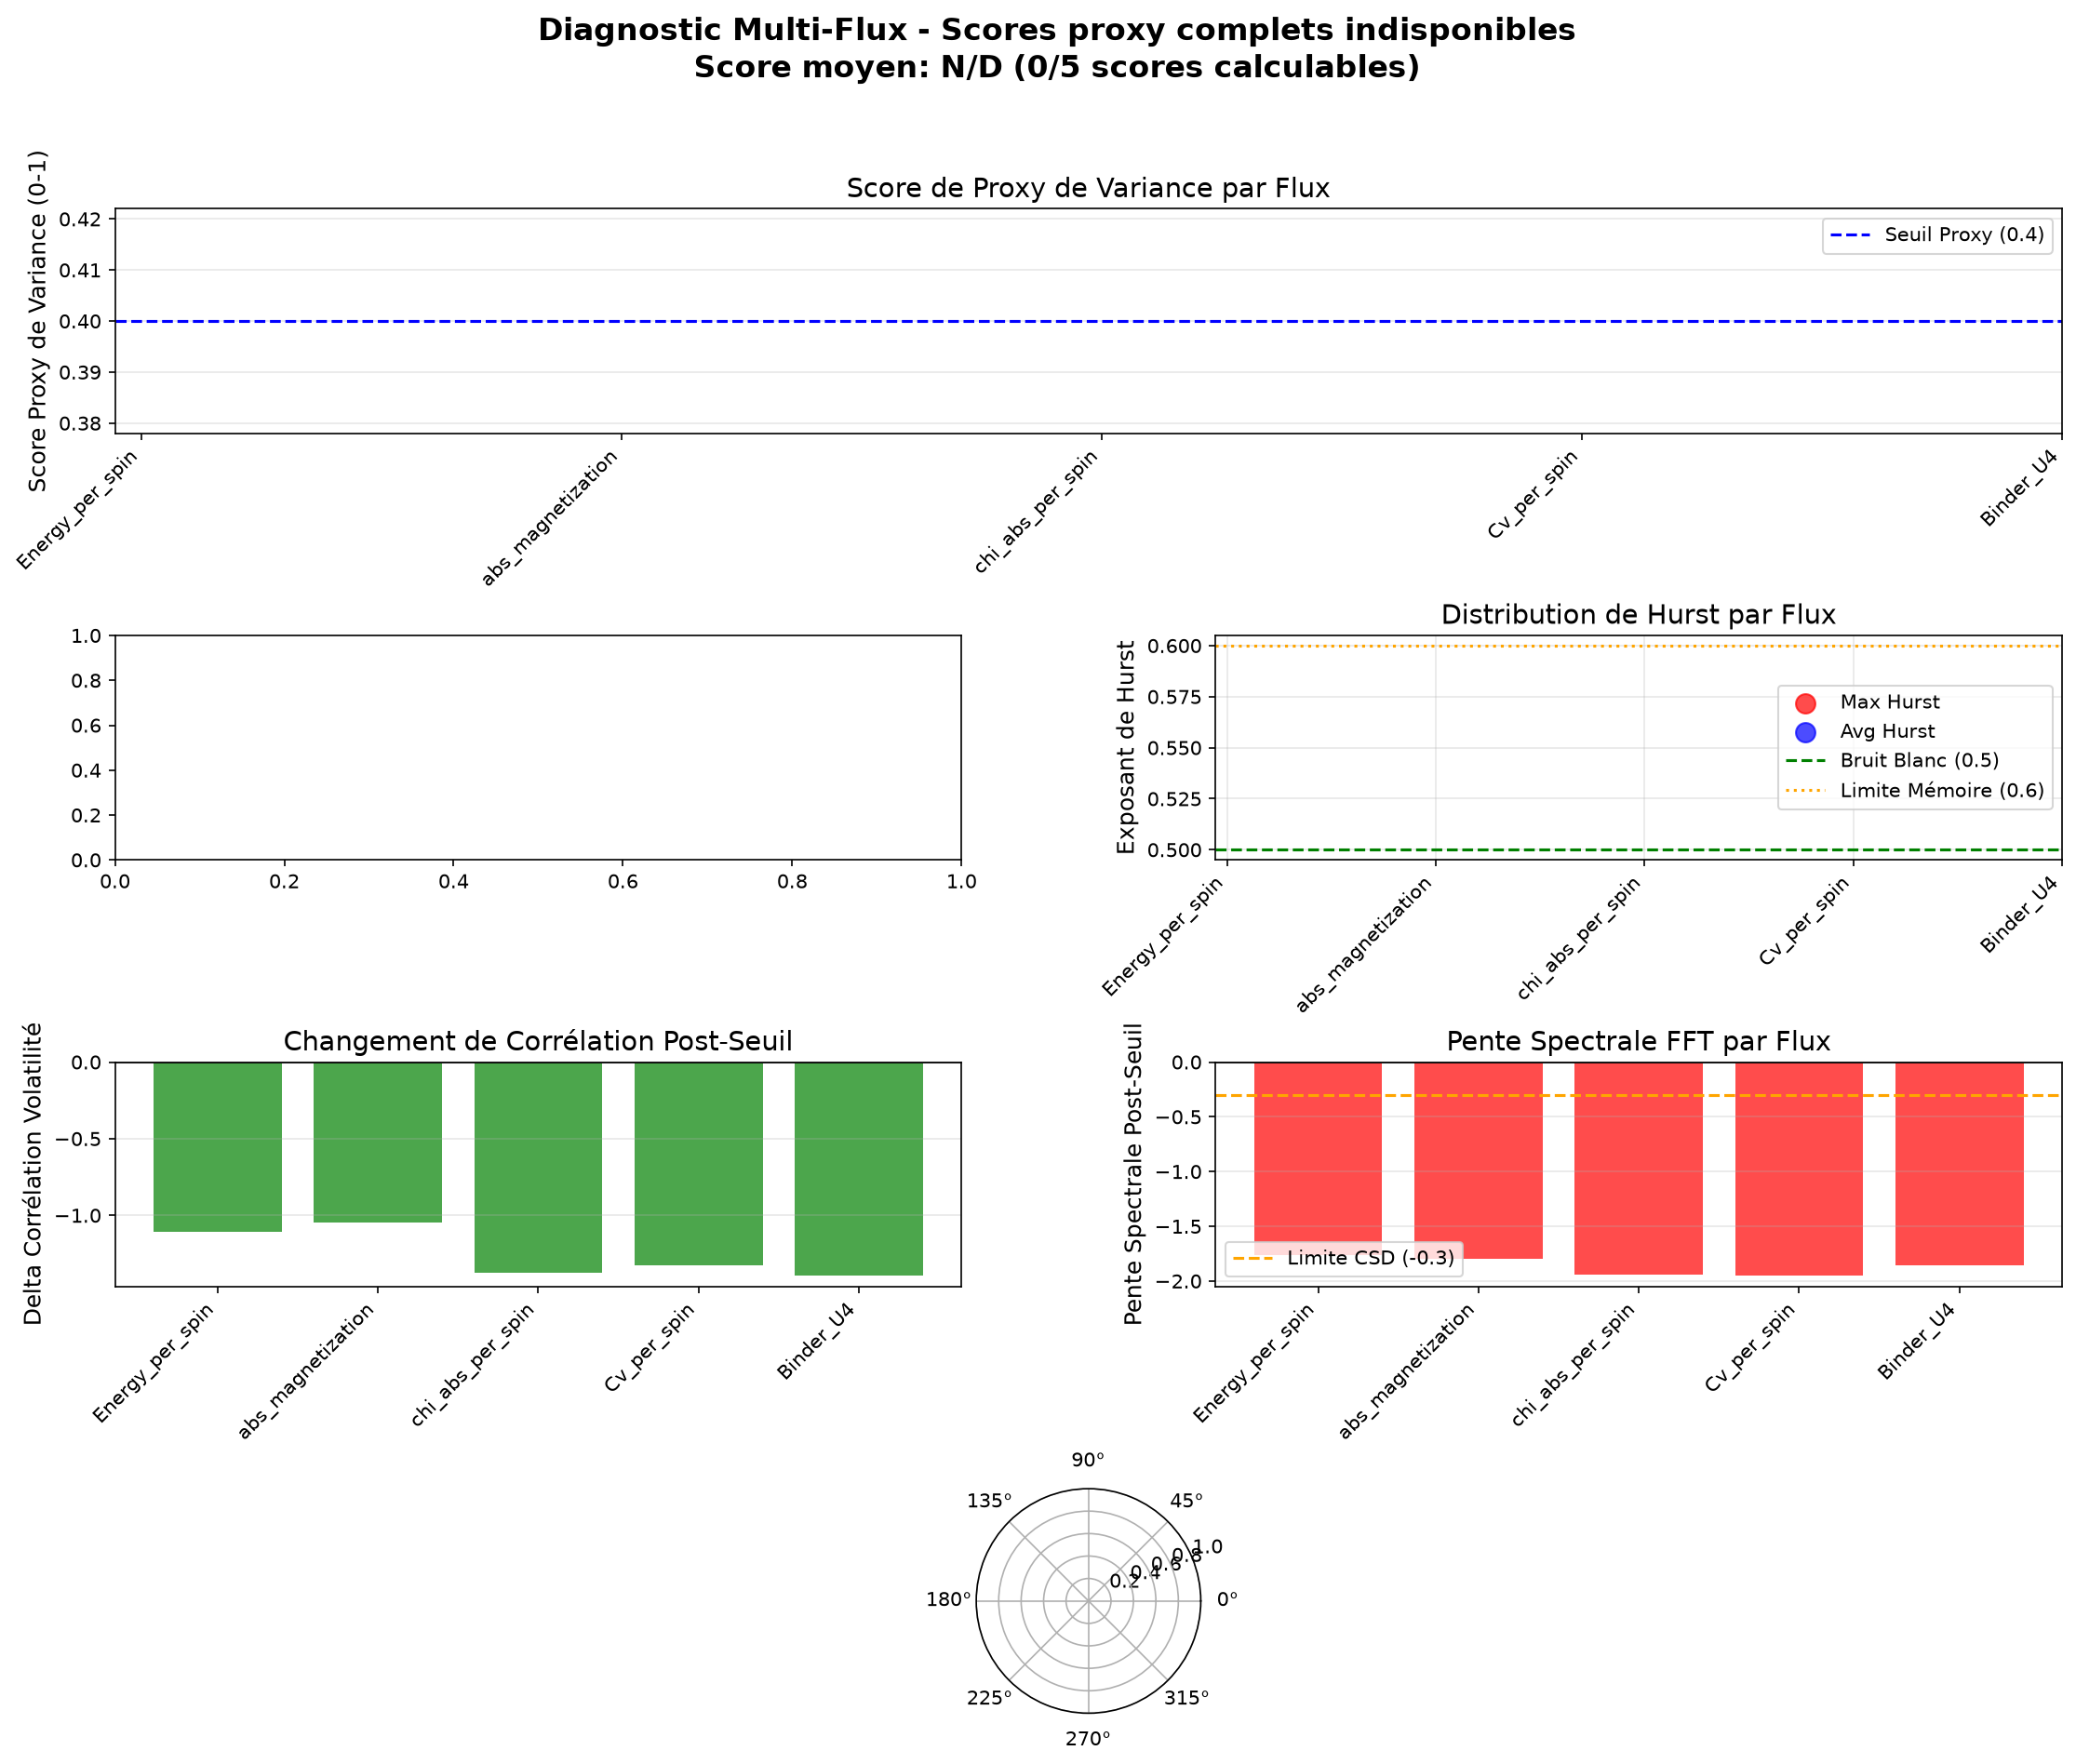 Diagnostic Multi-Flux - Scores proxy complets indisponibles
Score moyen: N/D (0/5 scores calculables)
Score de Proxy de Variance par Flux
Score Proxy de Variance (0-1)
0.42
0.41
0.40
0.39
0.38
Seuil Proxy (0.4)
Energy_per_spin
abs_magnetization
chi_abs_per_spin
Cv_per_spin
Binder_U4
1.0
0.8
0.6
0.4
0.2
0.0
0.0
0.2
0.4
0.6
0.8
1.0
Distribution de Hurst par Flux
Exposant de Hurst
0.600
0.575
0.550
0.525
0.500
Max Hurst
Avg Hurst
Bruit Blanc (0.5)
Limite Mémoire (0.6)
Energy_per_spin
abs_magnetization
chi_abs_per_spin
Cv_per_spin
Binder_U4
Changement de Corrélation Post-Seuil
Delta Corrélation Volatilité
0.0
−0.5
−1.0
Energy_per_spin
abs_magnetization
chi_abs_per_spin
Cv_per_spin
Binder_U4
Pente Spectrale FFT par Flux
Pente Spectrale Post-Seuil
0.0
−0.5
−1.0
−1.5
−2.0
Limite CSD (-0.3)
Energy_per_spin
abs_magnetization
chi_abs_per_spin
Cv_per_spin
Binder_U4
90°
135°
45°
1.0
0.8
0.6
0.4
0.2
180°
0°
225°
315°
270°